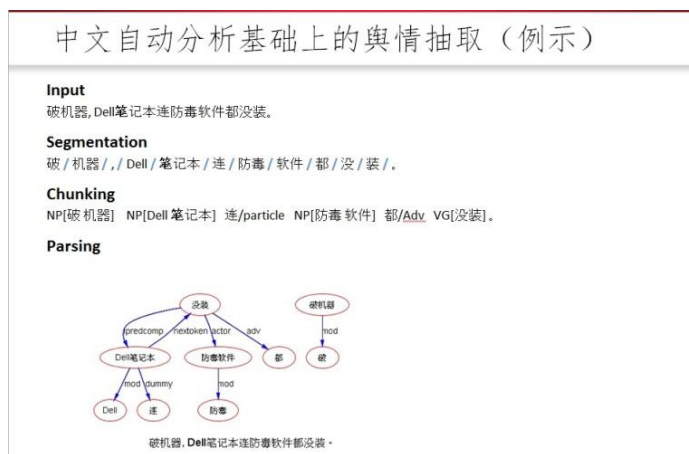 中文自动分析基础上的舆情抽取（例示）
Input
破机器, Dell笔记本连防毒软件都没装。
Segmentation
破 / 机器 / , / Dell / 笔记本 / 连 / 防毒 / 软件 / 都 / 没 / 装 / 。
Chunking
NP[破 机器] NP[Dell 笔记本] 连/particle NP[防毒 软件] 都/Adv VG[没装] 。
Parsing
没装 破机器
predcomp nextoken actor adv mod
Dell笔记本 防毒软件 都 破
mod dummy mod
Dell 连 防毒
破机器, Dell笔记本连防毒软件都没装。